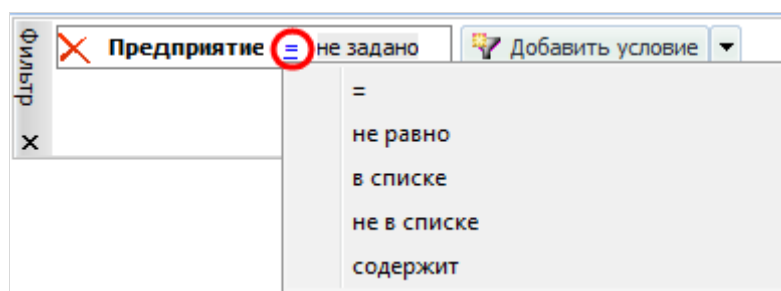 Фильтр
Предприятие = не задано Добавить условие
=
не равно
в списке
не в списке
содержит